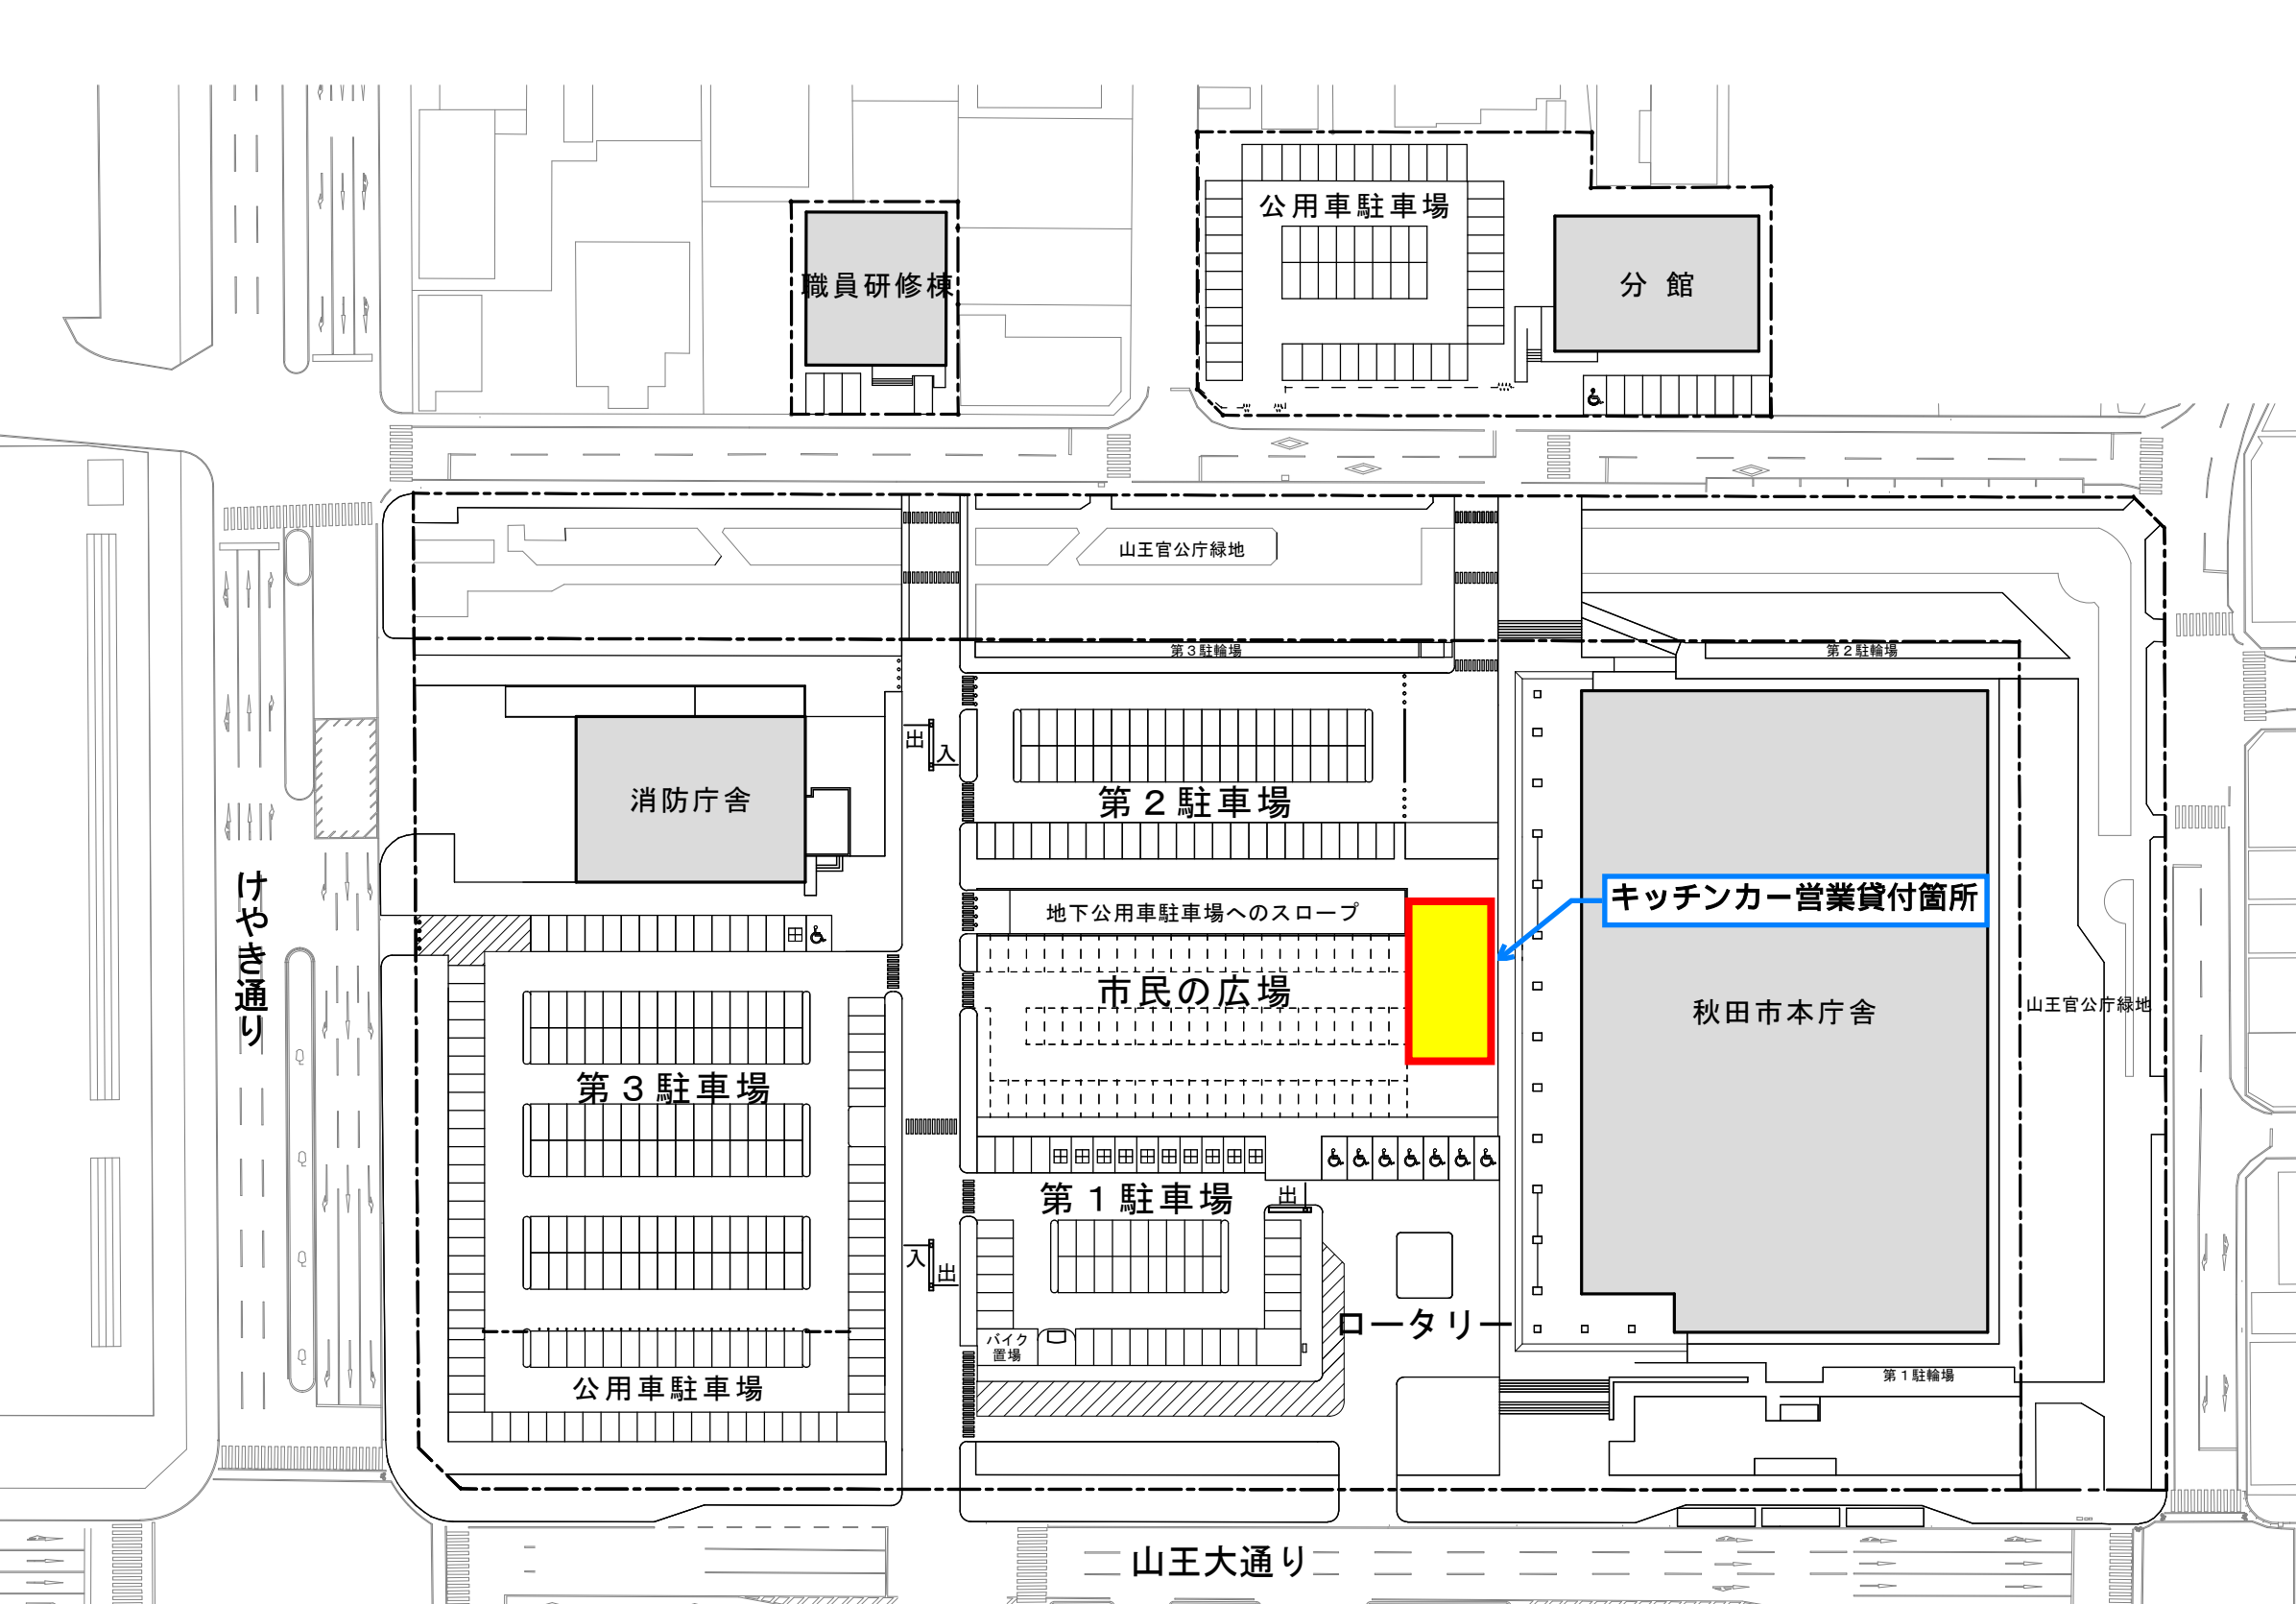 公用車駐車場
職員研修棟
分館
山王官公庁緑地
第3駐輪場
第2駐輪場
出
入
消防庁舎
第2駐車場
けやき通り
キッチンカー営業貸付箇所
地下公用車駐車場へのスロープ
市民の広場
秋田市本庁舎
山王官公庁緑地
第3駐車場
第1駐車場
出
入
出
ロータリー
バイク
置場
公用車駐車場
第1駐輪場
山王大通り